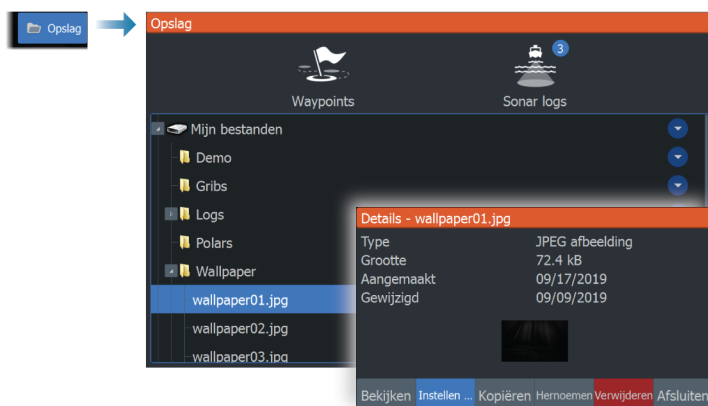 Opslag
Opslag
3
Waypoints Sonar logs
Mijn bestanden
Demo
Gribs
Logs
Polars
Wallpaper
wallpaper01.jpg
wallpaper02.jpg
wallpaper03.jpg
Details - wallpaper01.jpg
Type JPEG afbeelding
Grootte 72.4 kB
Aangemaakt 09/17/2019
Gewijzigd 09/09/2019
Bekijken Instellen ... Kopiëren Hernoemen Verwijderen Afsluiten